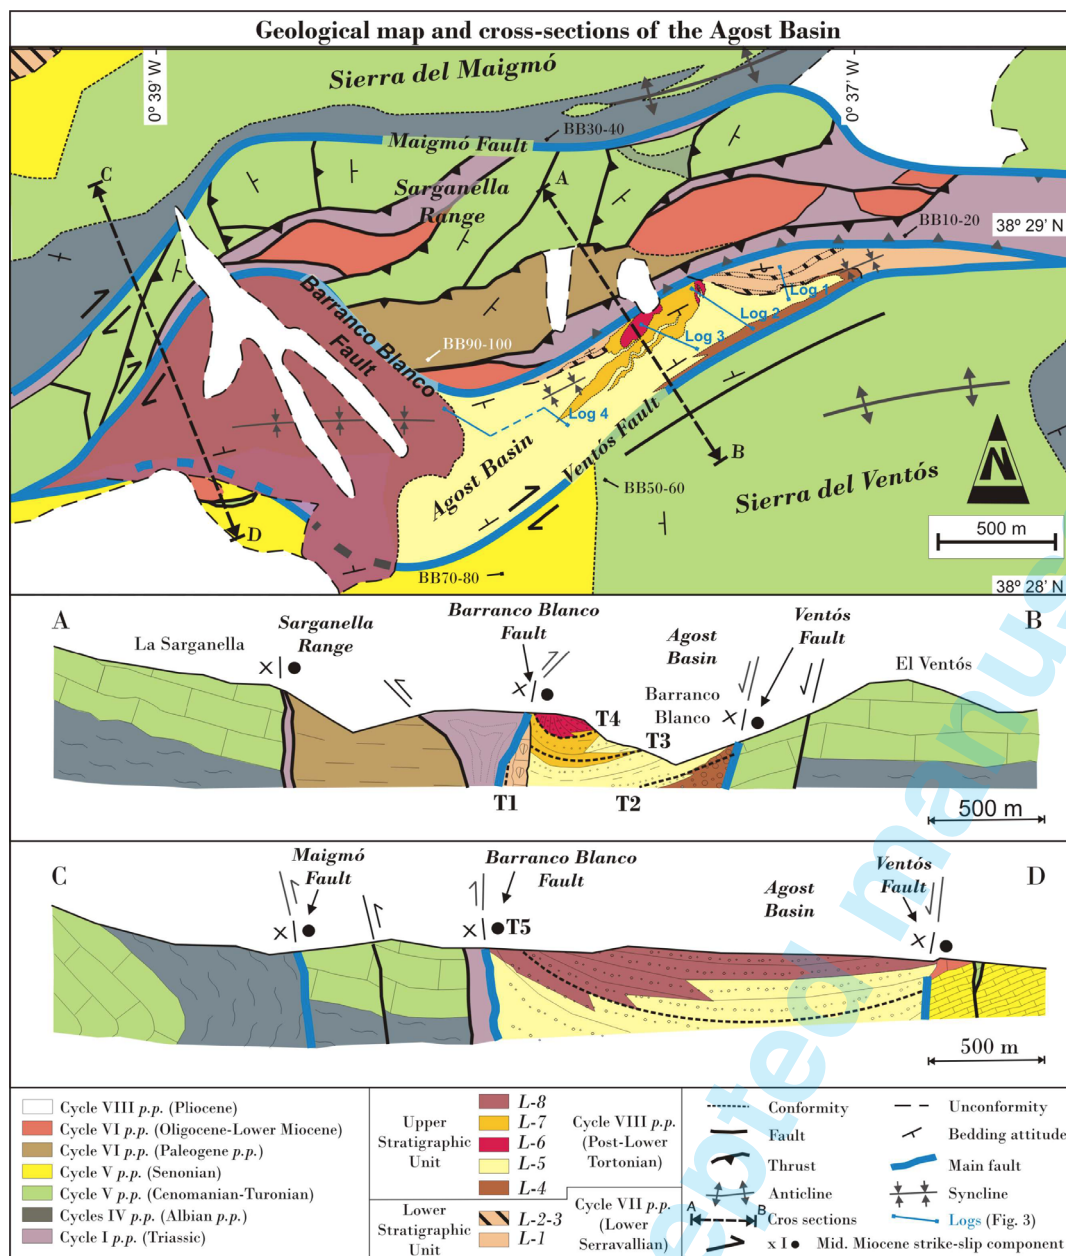 Geological map and cross-sections of the Agost Basin
0º 39' W
Sierra del Maigmó
0º 37' W
BB30-40
Maigmó Fault
C
A
Sarganella
Range
BB10-20
38º 29' N
Barranco Blanco
Fault
Log 1
Log 2
Log 3
BB90-100
Log 4
Agost Basin
Ventós Fault
B
BB50-60
Sierra del Ventós
N
D
500 m
BB70-80
38º 28' N
A
La Sarganella
Sarganella
Range
Barranco Blanco
Fault
Agost
Basin
Ventós
Fault
B
El Ventós
Barranco
Blanco
T4
T3
T1
T2
500 m
C
Maigmó
Fault
Barranco Blanco
Fault
T5
Agost
Basin
Ventós
Fault
D
500 m
Cycle VIII p.p. (Pliocene)
Cycle VI p.p. (Oligocene-Lower Miocene)
Cycle VI p.p. (Paleogene p.p.)
Cycle V p.p. (Senonian)
Cycle V p.p. (Cenomanian-Turonian)
Cycles IV p.p. (Albian p.p.)
Cycle I p.p. (Triassic)
Upper
Stratigraphic
Unit
L-8
L-7
L-6
L-5
L-4
Cycle VIII p.p.
(Post-Lower
Tortonian)
Lower
Stratigraphic
Unit
L-2-3
L-1
Cycle VII p.p.
(Lower
Serravallian)
Conformity
Unconformity
Fault
Bedding attitude
Thrust
Main fault
Anticline
Syncline
A B
Cros sections
Logs (Fig. 3)
x I ● Mid. Miocene strike-slip component
epted manus